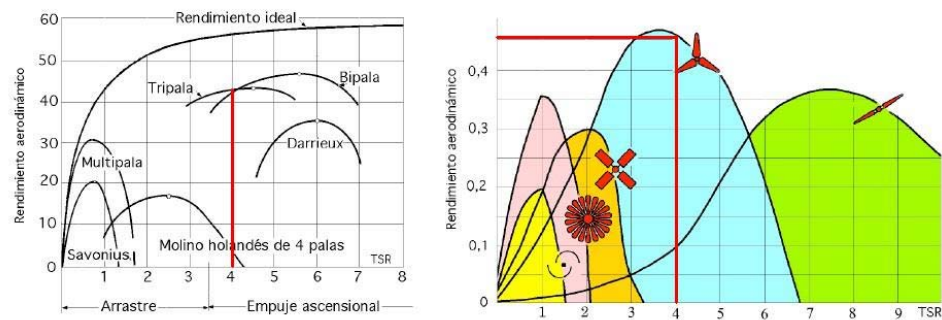 Rendimiento ideal
60
50
40
30
20
10
0
Rendimiento aerodinámico
Tripala
Bipala
Darrieux
Multipala
Savonius
Molino holandés de 4 palas
TSR
1 2 3 4 5 6 7 8
Arrastre
Empuje ascensional
0,4
0,3
0,2
0,1
0
Rendimiento aerodinámico
1 2 3 4 5 6 7 8 9 TSR